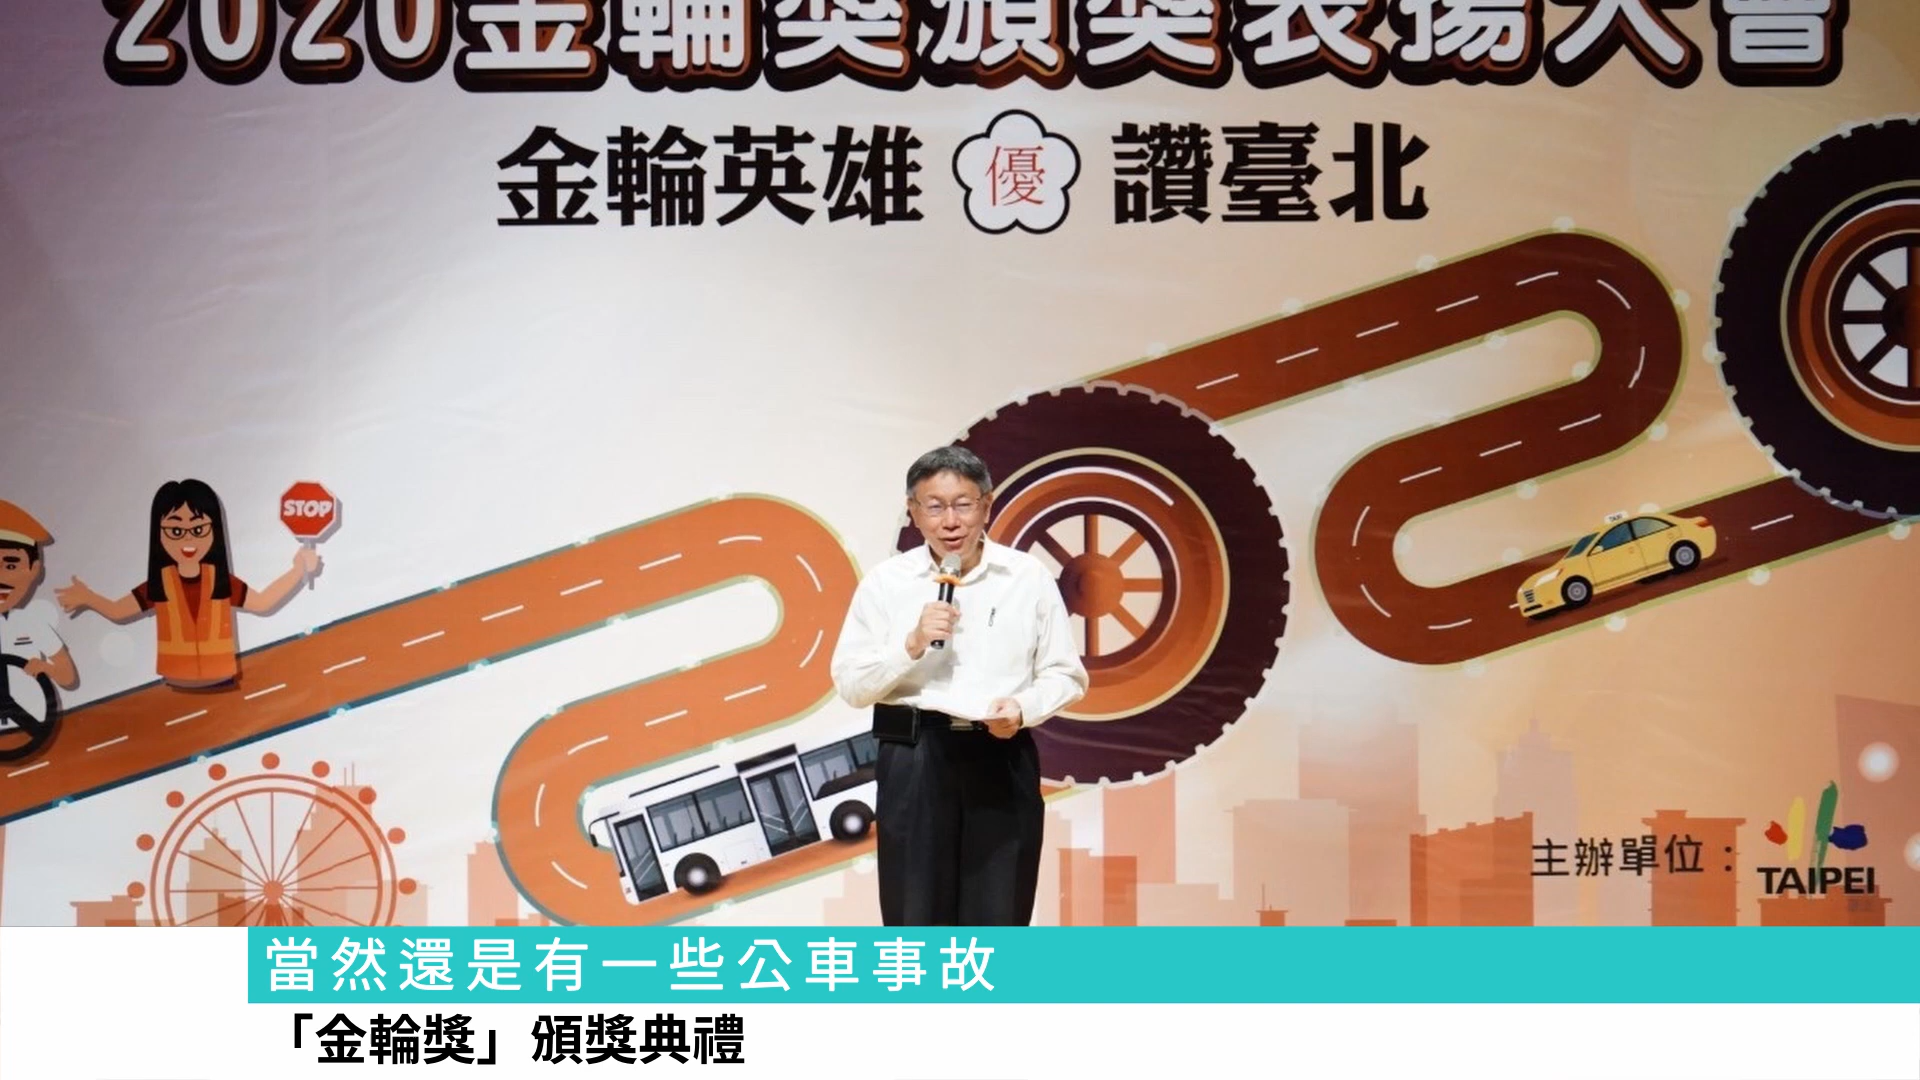 2020金輪獎頒獎表揚大會
金輪英雄 優 讚臺北
STOP
TAXI
主辦單位：
TAIPEI
當然還是有一些公車事故
「金輪獎」頒獎典禮